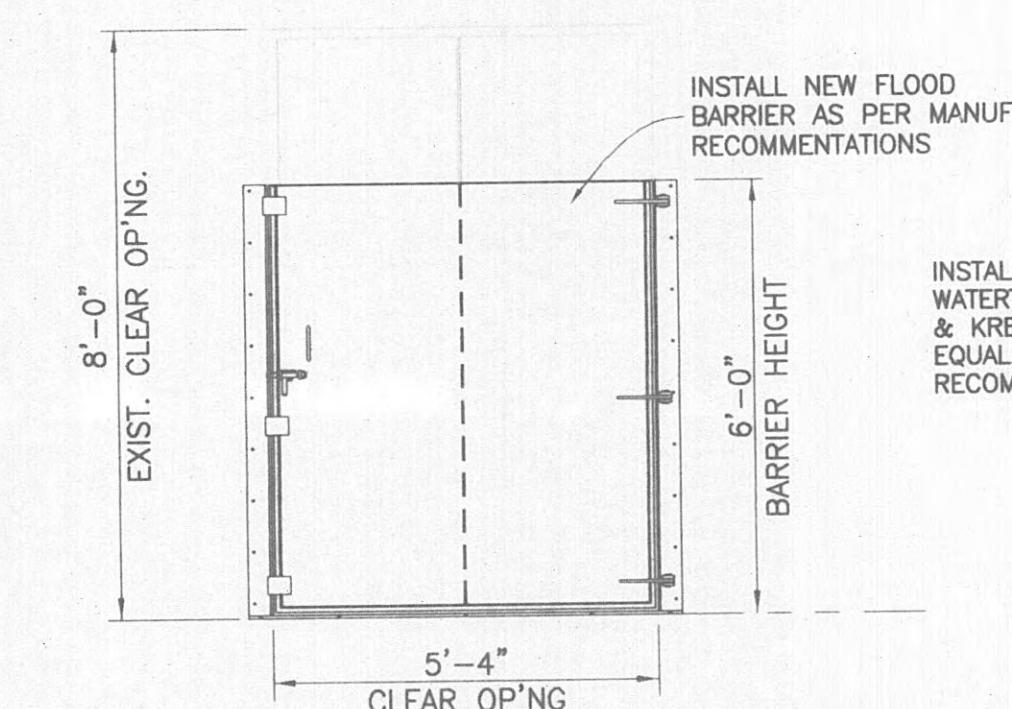 INSTALL NEW FLOOD
BARRIER AS PER MANUF
RECOMMENTATIONS
8'-0"
EXIST. CLEAR OP'NG.
6'-0"
BARRIER HEIGHT
INSTAL
WATERT
& KRE
EQUAL
RECOM
5'-4"
CLEAR OP'NG